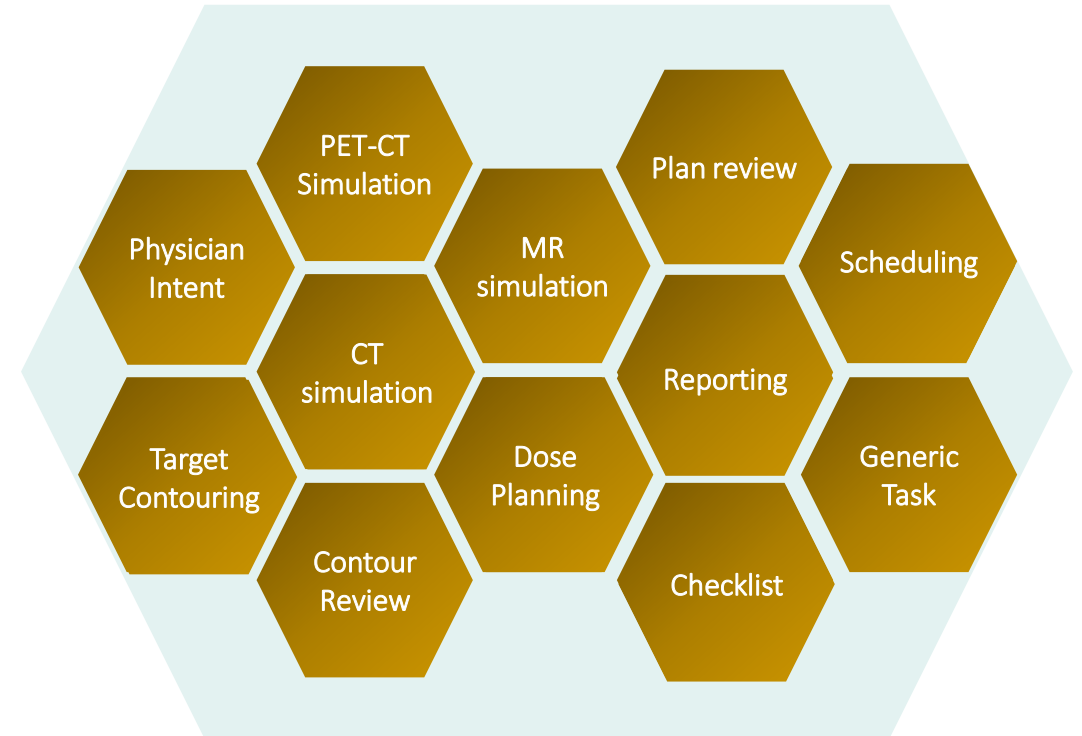 PET-CT
Simulation
Plan review
Physician
Intent
MR
simulation
Scheduling
CT
simulation
Reporting
Target
Contouring
Dose
Planning
Generic
Task
Contour
Review
Checklist